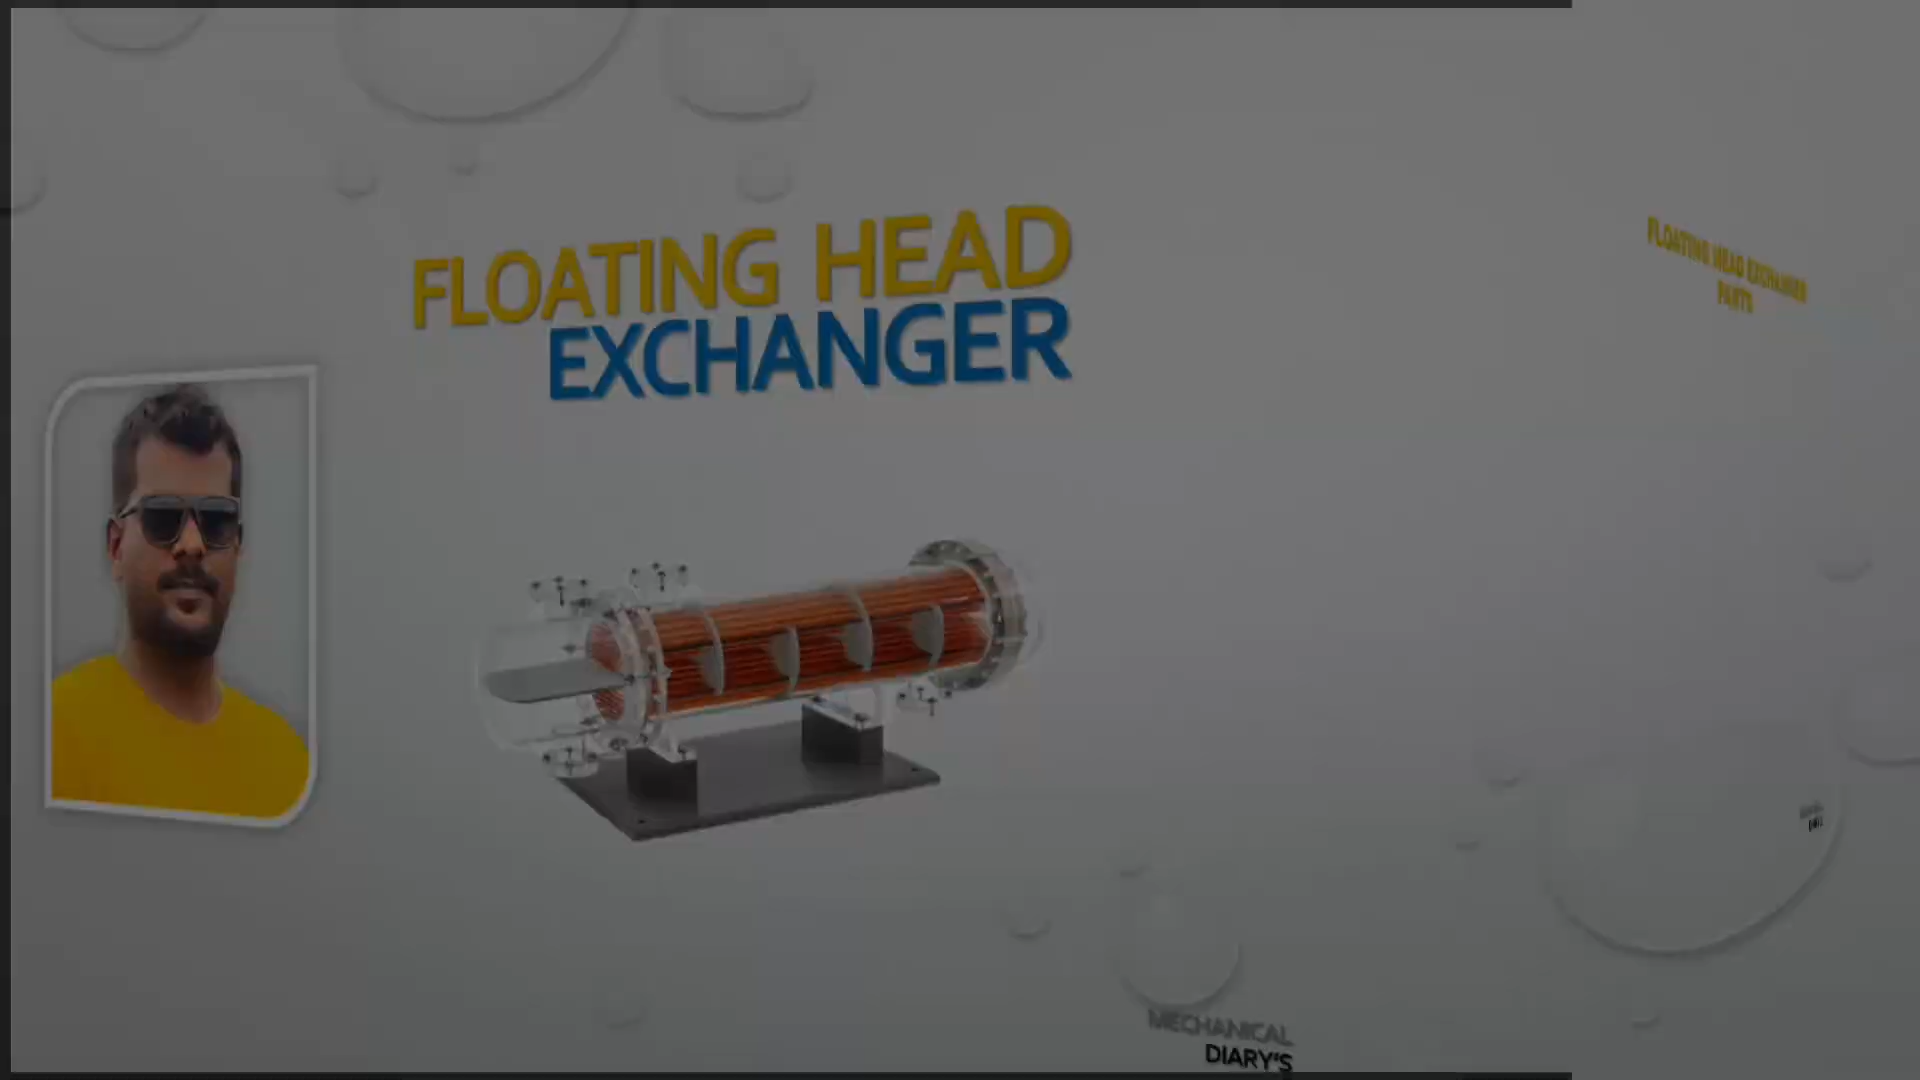 FLOATING HEAD
EXCHANGER
FLOATING HEAD EXCHANGER
PARTS
MECHANICAL
DIARY'S